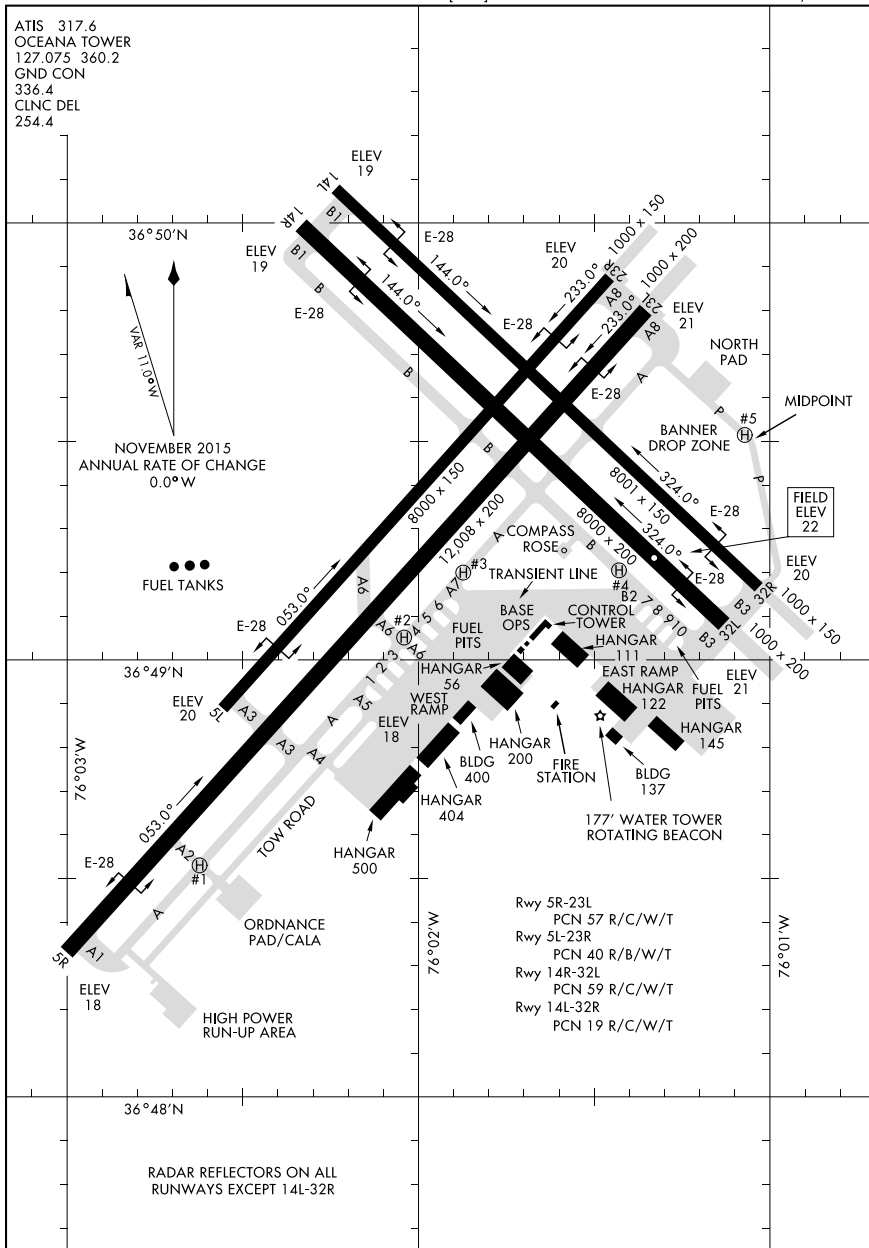 ATIS 317.6
OCEANA TOWER
127.075 360.2
GND CON
336.4
CLNC DEL
254.4
ELEV
19
14L
B1
14R
B1
ELEV
19
36°50'N
E-28
144.0°
144.0°
E-28
B
B
B
ELEV
20
23R
A8
1000 x 150
233.0°
E-28
1000 x 200
23L
A8
ELEV
21
233.0°
E-28
A
NORTH
PAD
P
#5
H
MIDPOINT
BANNER
DROP ZONE
P
VAR 11.0°W
NOVEMBER 2015
ANNUAL RATE OF CHANGE
0.0°W
8000 x 150
12,008 x 200
8001 x 150
324.0°
E-28
8000 x 200
324.0°
E-28
FIELD
ELEV
22
ELEV
20
FUEL TANKS
COMPASS
ROSE
A
B
#3
H
A7
TRANSIENT LINE
H
#4
B2 7 8 9 10
B3
32L
B3
32R
1000 x 150
1000 x 200
053.0°
A6
E-28
#2
H
A6
A6
1 2 3 4 5 6
FUEL
PITS
BASE
OPS
CONTROL
TOWER
HANGAR
111
36°49'N
ELEV
20
5L
A3
A3
A
A4
A5
HANGAR
56
WEST
RAMP
ELEV
18
EAST RAMP
HANGAR
122
FUEL
PITS
ELEV
21
HANGAR
145
BLDG
400
HANGAR
200
FIRE
STATION
BLDG
137
HANGAR
404
177' WATER TOWER
ROTATING BEACON
HANGAR
500
TOW ROAD
76°03'W
053.0°
E-28
A2
H
#1
A
ORDNANCE
PAD/CALA
5R
A1
ELEV
18
HIGH POWER
RUN-UP AREA
76°02'W
76°01'W
Rwy 5R-23L
PCN 57 R/C/W/T
Rwy 5L-23R
PCN 40 R/B/W/T
Rwy 14R-32L
PCN 59 R/C/W/T
Rwy 14L-32R
PCN 19 R/C/W/T
36°48'N
RADAR REFLECTORS ON ALL
RUNWAYS EXCEPT 14L-32R